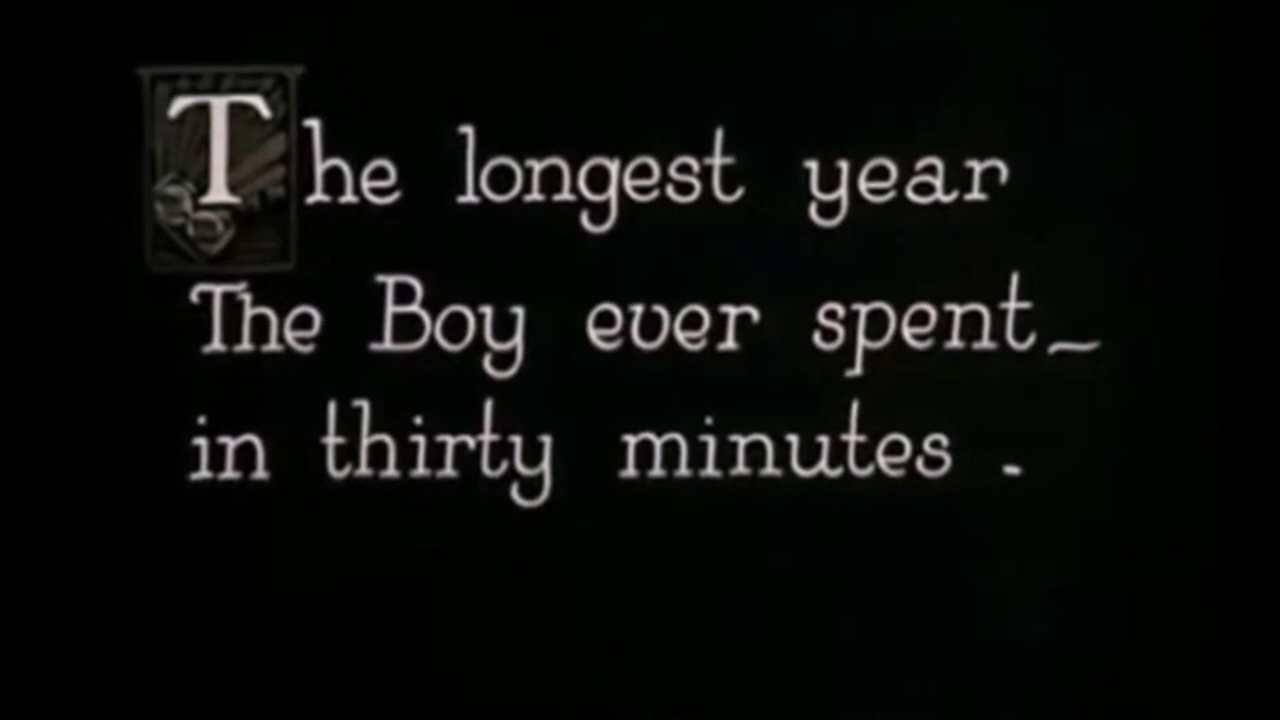 The longest year
The Boy ever spent_
in thirty minutes .